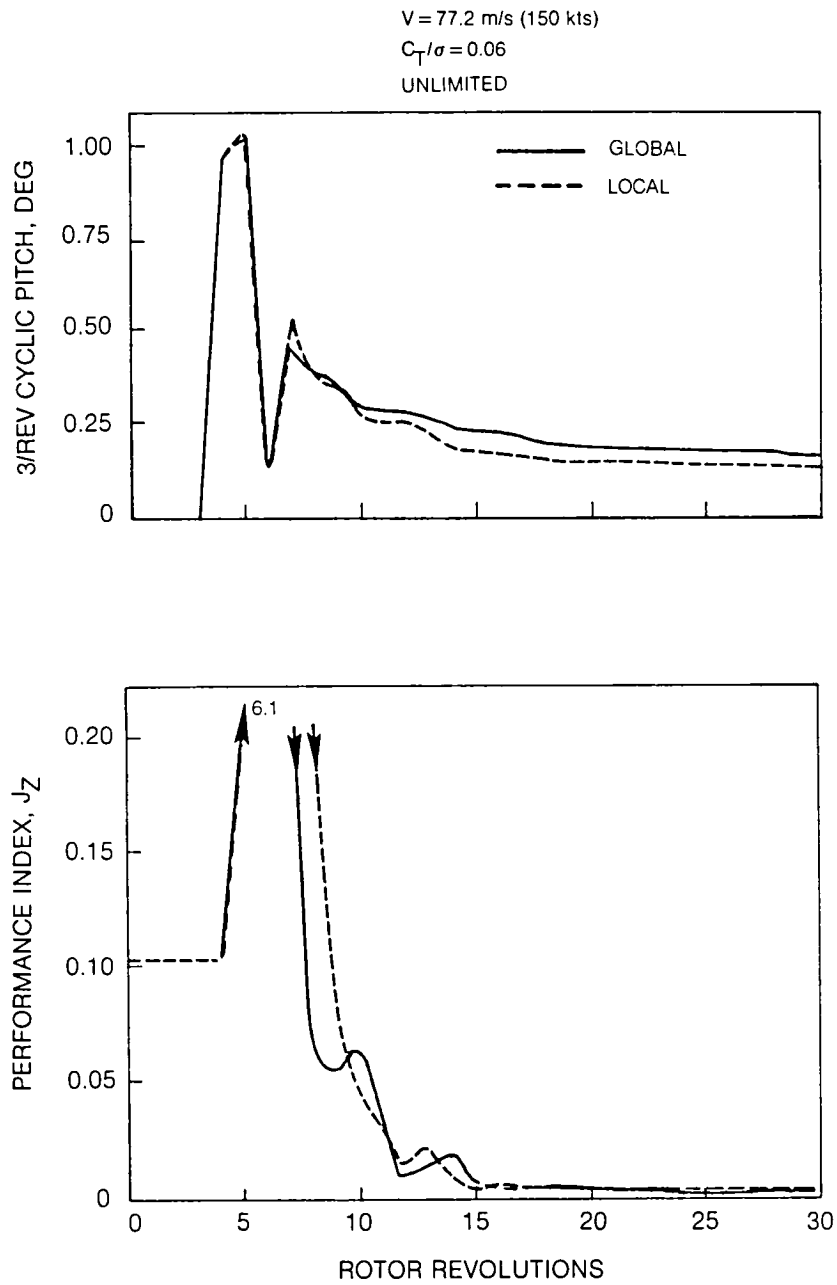 V = 77.2 m/s (150 kts)
C_T/σ = 0.06
UNLIMITED
3/REV CYCLIC PITCH, DEG
1.00
0.75
0.50
0.25
0
GLOBAL
LOCAL
PERFORMANCE INDEX, J_Z
0.20
0.15
0.10
0.05
0
6.1
0 5 10 15 20 25 30
ROTOR REVOLUTIONS